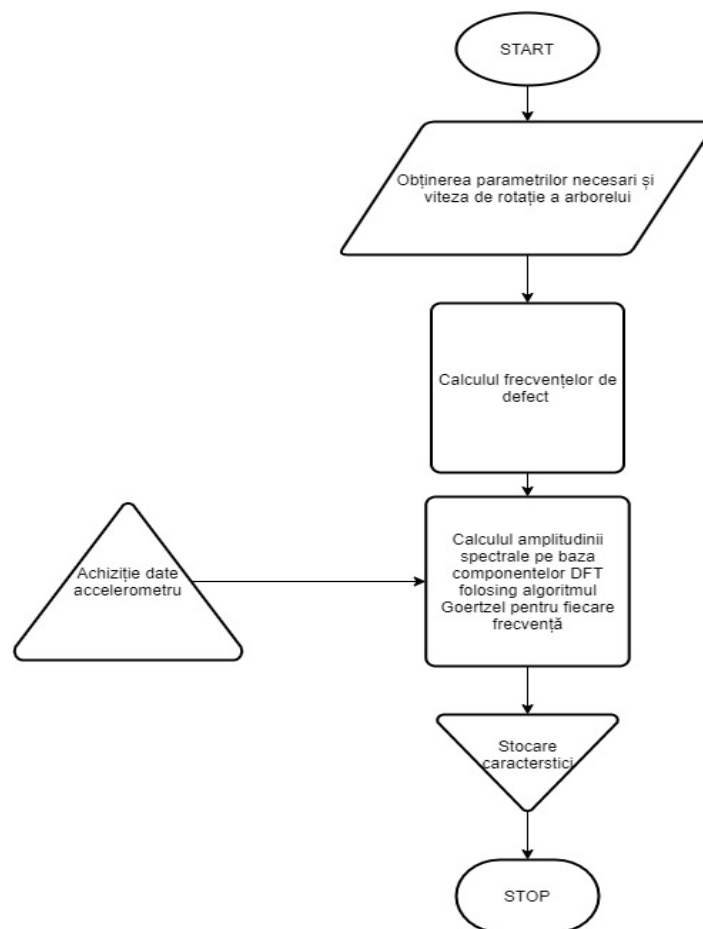 START
Obținerea parametrilor necesari și
viteza de rotație a arborelui
Calculul frecvențelor de
defect
Achiziție date
accelerometru
Calculul amplitudinii
spectrale pe baza
componentelor DFT
folosing algoritmul
Goertzel pentru fiecare
frecvență
Stocare
caracterstici
STOP